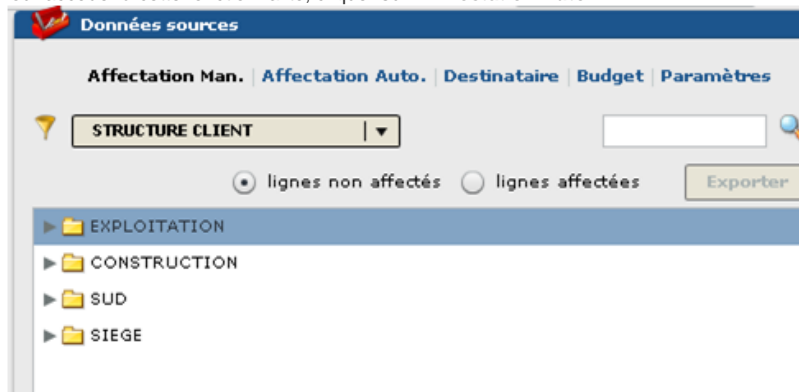 Données sources
Affectation Man. | Affectation Auto. | Destinataire | Budget | Paramètres
STRUCTURE CLIENT
lignes non affectés lignes affectées Exporter
EXPLOITATION
CONSTRUCTION
SUD
SIEGE